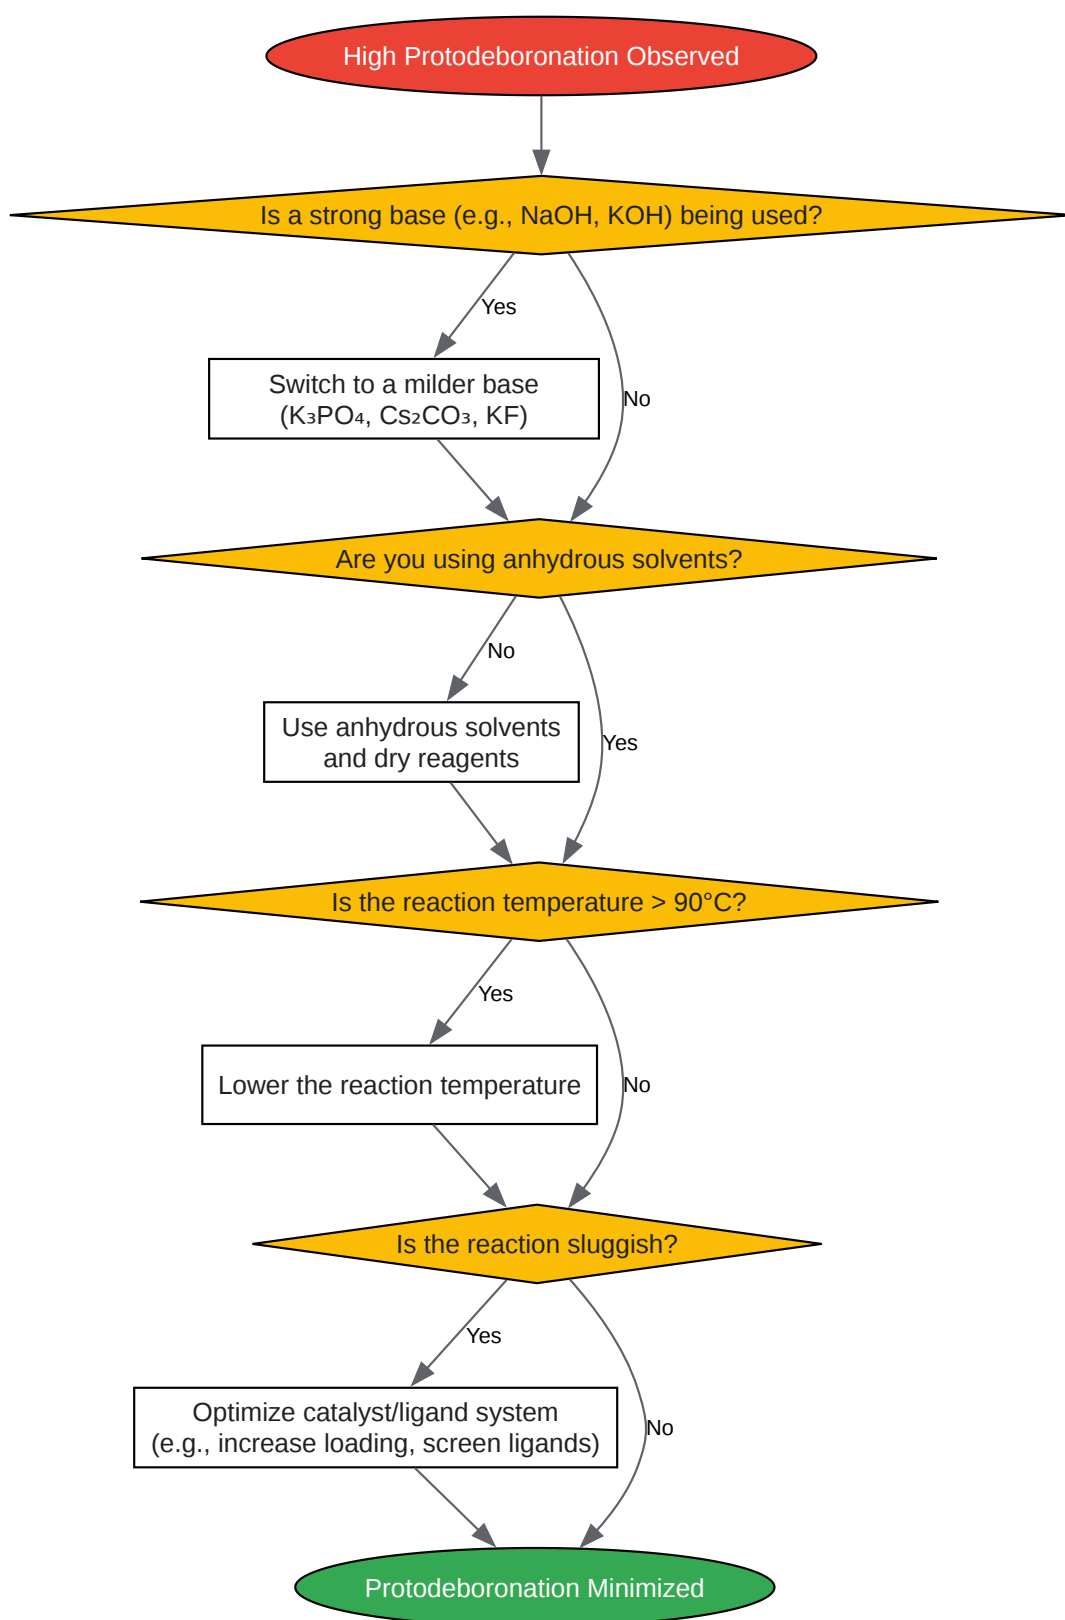 High Protodeboronation Observed
Is a strong base (e.g., NaOH, KOH) being used?
Yes
Switch to a milder base
(K₃PO₄, Cs₂CO₃, KF)
No
Are you using anhydrous solvents?
No
Use anhydrous solvents
and dry reagents
Yes
Is the reaction temperature > 90°C?
Yes
Lower the reaction temperature
No
Is the reaction sluggish?
Yes
Optimize catalyst/ligand system
(e.g., increase loading, screen ligands)
No
Protodeboronation Minimized